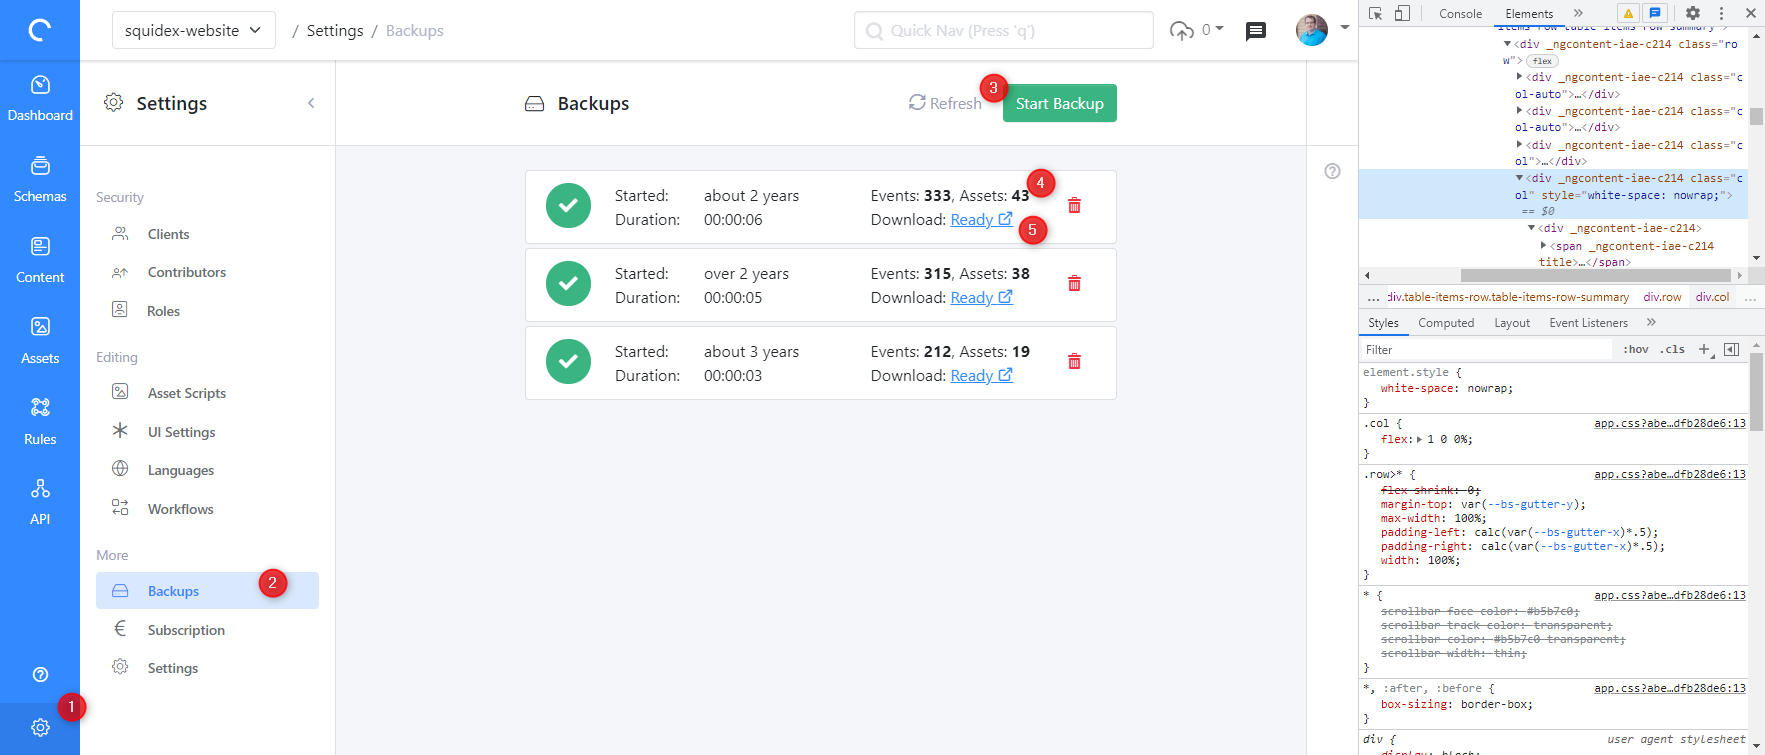 squidex-website
/ Settings / Backups
Quick Nav (Press 'q')
0
Dashboard
Schemas
Content
Assets
Rules
API
1
Settings
Security
Clients
Contributors
Roles
Editing
Asset Scripts
UI Settings
Languages
Workflows
More
Backups
2
Subscription
Settings
Backups
Refresh
3
Start Backup
Started: about 2 years Events: 333, Assets: 43
4
Duration: 00:00:06 Download: Ready
5
Started: over 2 years Events: 315, Assets: 38
Duration: 00:00:05 Download: Ready
Started: about 3 years Events: 212, Assets: 19
Duration: 00:00:03 Download: Ready
Console Elements »
items-row table-items-row-summary">
<div _ngcontent-iae-c214 class="ro
w"> flex
<div _ngcontent-iae-c214 class="c
ol-auto">…</div>
<div _ngcontent-iae-c214 class="c
ol-auto">…</div>
<div _ngcontent-iae-c214 class="c
ol">…</div>
<div _ngcontent-iae-c214 class="c
ol" style="white-space: nowrap;">
== $0
<div _ngcontent-iae-c214>
<span _ngcontent-iae-c214
title>…</span>
… div.table-items-row.table-items-row-summary div.row div.col …
Styles Computed Layout Event Listeners »
Filter :hov .cls +
element.style {
white-space: nowrap;
}
.col { app.css?abe…dfb28de6:13
flex: 1 0 0%;
}
.row>* { app.css?abe…dfb28de6:13
flex-shrink: 0;
margin-top: var(--bs-gutter-y);
max-width: 100%;
padding-left: calc(var(--bs-gutter-x)*.5);
padding-right: calc(var(--bs-gutter-x)*.5);
width: 100%;
}
* { app.css?abe…dfb28de6:13
scrollbar-face-color: #b5b7c0;
scrollbar-track-color: transparent;
scrollbar-color: #b5b7c0 transparent;
scrollbar-width: thin;
}
*, :after, :before { app.css?abe…dfb28de6:13
box-sizing: border-box;
}
div { user agent stylesheet
display: block;